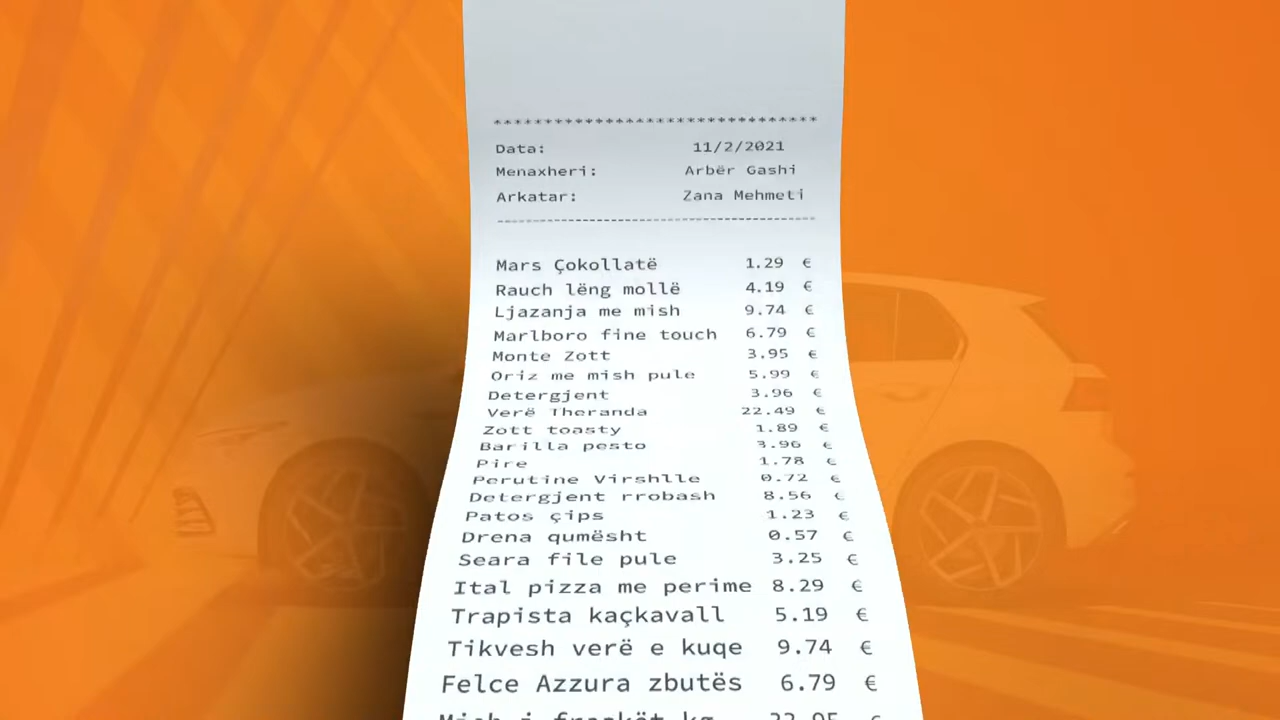 ********************************
Data: 11/2/2021
Menaxheri: Arbër Gashi
Arkatar: Zana Mehmeti
--------------------------------
Mars Çokollatë 1.29 €
Rauch lëng mollë 4.19 €
Ljazanja me mish 9.74 €
Marlboro fine touch 6.79 €
Monte Zott 3.95 €
Oriz me mish pule 5.99 €
Detergjent 3.96 €
Verë Theranda 22.49 €
Zott toasty 1.89 €
Barilla pesto 3.96 €
Pire 1.78 €
Perutine Virshlle 0.72 €
Detergjent rrobash 8.56 €
Patos çips 1.23 €
Drena qumësht 0.57 €
Seara file pule 3.25 €
Ital pizza me perime 8.29 €
Trapista kaçkavall 5.19 €
Tikvesh verë e kuqe 9.74 €
Felce Azzura zbutës 6.79 €